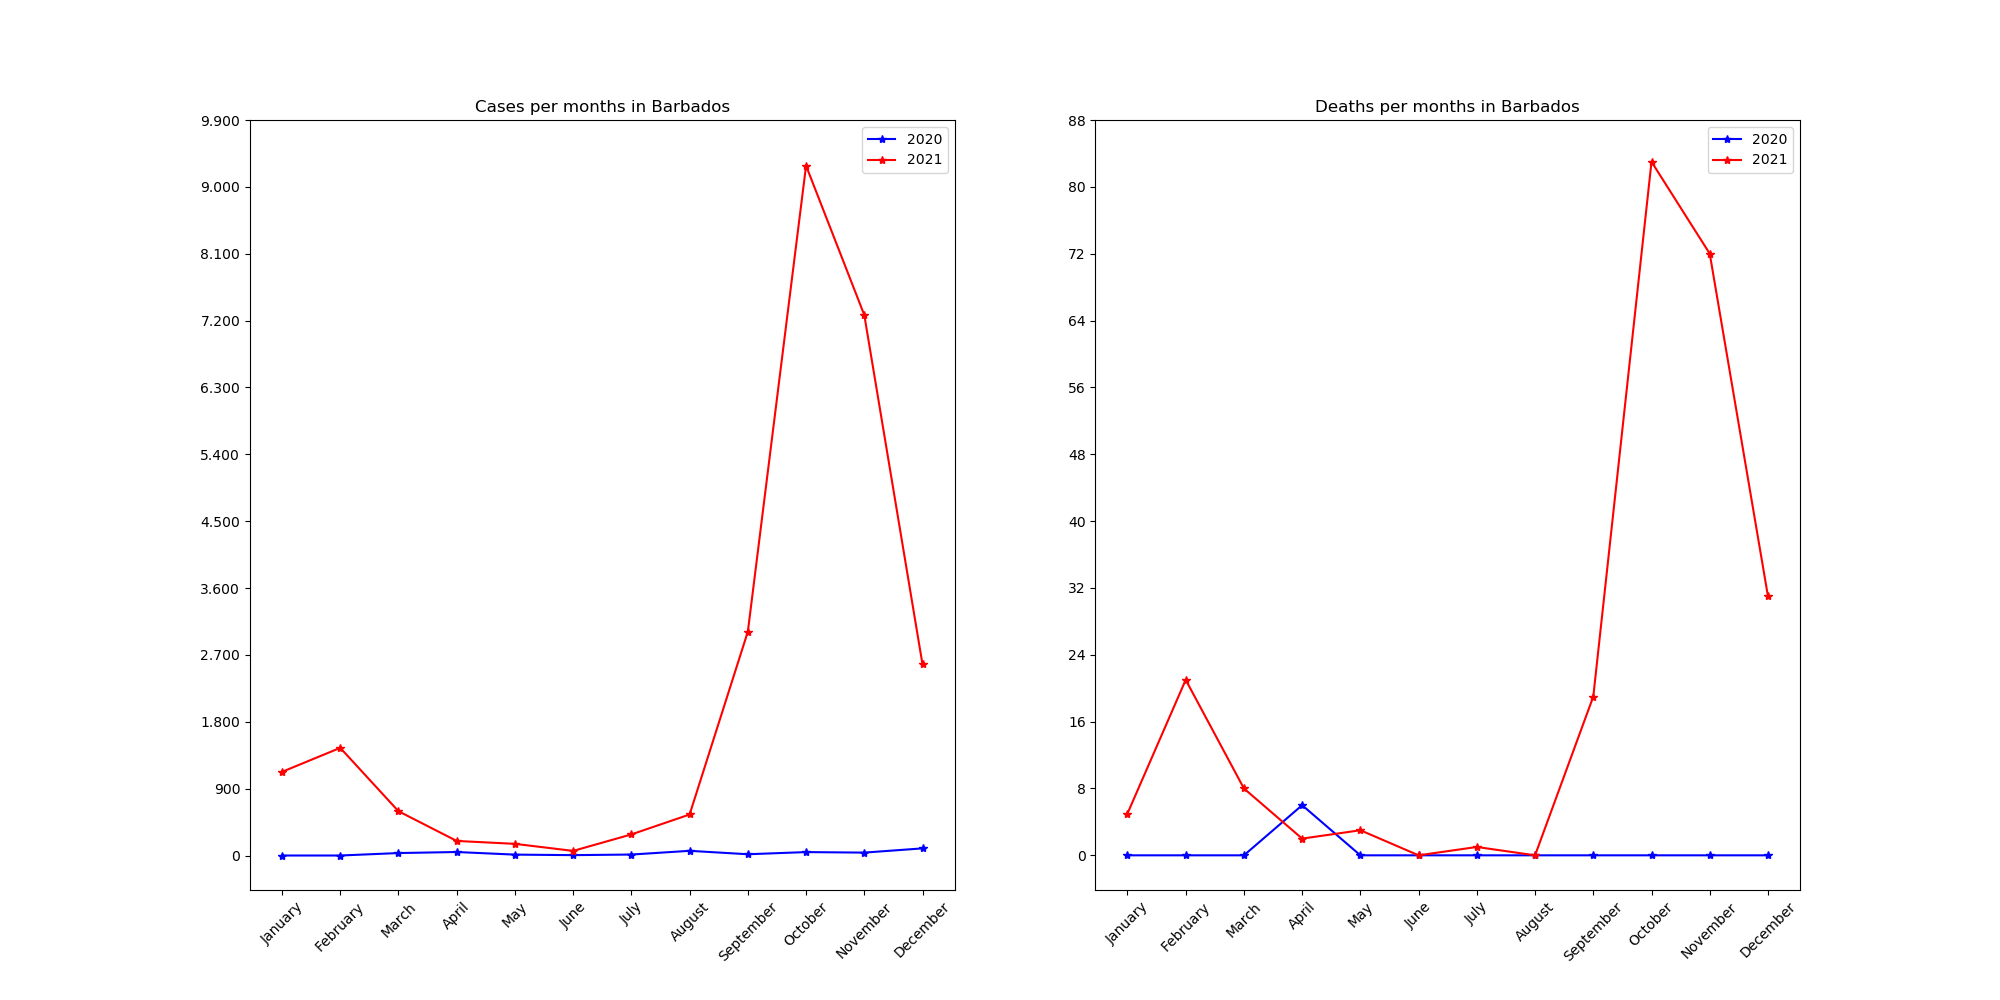 Cases per months in Barbados
9.900
9.000
8.100
7.200
6.300
5.400
4.500
3.600
2.700
1.800
900
0
2020
2021
January
February
March
April
May
June
July
August
September
October
November
December
Deaths per months in Barbados
88
80
72
64
56
48
40
32
24
16
8
0
2020
2021
January
February
March
April
May
June
July
August
September
October
November
December